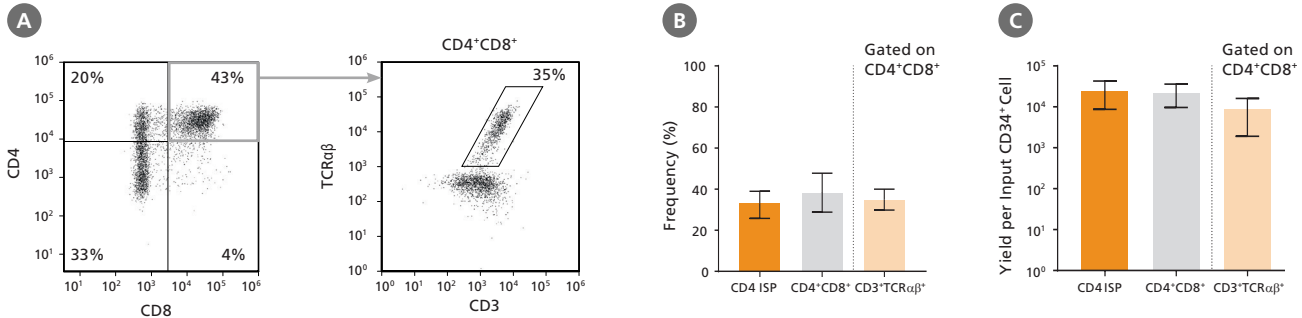 A
CD4
10⁶
10⁵
10⁴
10³
10²
10¹
20%
43%
33%
4%
10¹ 10² 10³ 10⁴ 10⁵ 10⁶
CD8
CD4⁺CD8⁺
TCRαβ
10⁶
10⁵
10⁴
10³
10²
10¹
10⁰
35%
10⁰ 10¹ 10² 10³ 10⁴ 10⁵ 10⁶
CD3
B
Gated on
CD4⁺CD8⁺
Frequency (%)
100
80
60
40
20
0
CD4 ISP CD4⁺CD8⁺ CD3⁺TCRαβ⁺
C
Gated on
CD4⁺CD8⁺
Yield per Input CD34⁺ Cell
10⁵
10⁴
10³
10²
10¹
10⁰
CD4 ISP CD4⁺CD8⁺ CD3⁺TCRαβ⁺